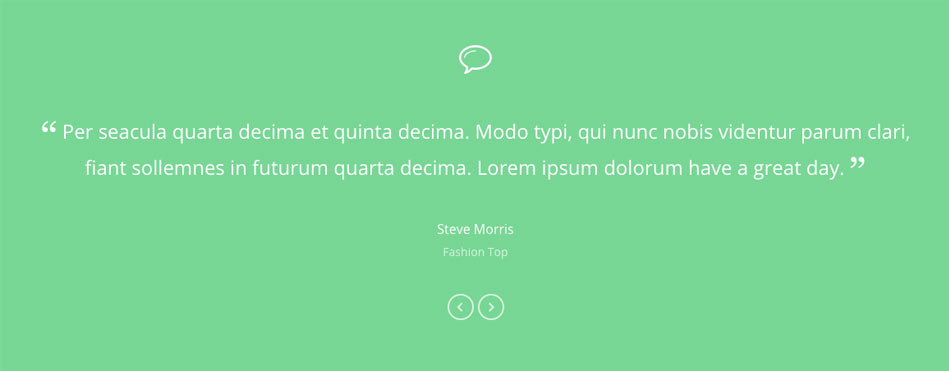 “ Per seacula quarta decima et quinta decima. Modo typi, qui nunc nobis videntur parum clari,
fiant sollemnes in futurum quarta decima. Lorem ipsum dolorum have a great day. ”
Steve Morris
Fashion Top